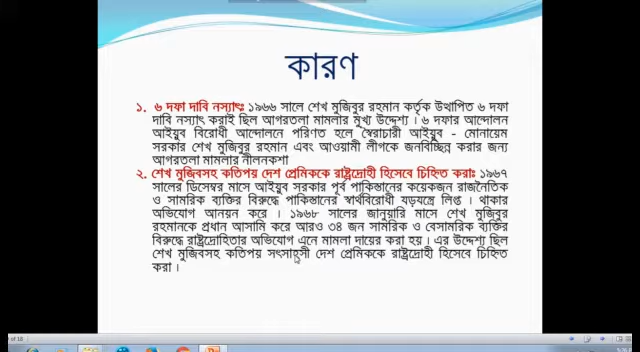 কারণ
১. ৬ দফা দাবি নস্যাৎঃ ১৯৬৬ সালে শেখ মুজিবুর রহমান কর্তৃক উত্থাপিত ৬ দফা
দাবি নস্যাৎ করাই ছিল আগরতলা মামলার মুখ্য উদ্দেশ্য। ৬ দফার আন্দোলন
আইয়ুব বিরোধী আন্দোলনে পরিণত হলে স্বৈরাচারী আইয়ুব - মোনায়েম
সরকার শেখ মুজিবুর রহমান এবং আওয়ামী লীগকে জনবিচ্ছিন্ন করার জন্য
আগরতলা মামলার নীলনকশা
২. শেখ মুজিবসহ কতিপয় দেশ প্রেমিককে রাষ্ট্রদ্রোহী হিসেবে চিহ্নিত করাঃ ১৯৬৭
সালের ডিসেম্বর মাসে আইয়ুব সরকার পূর্ব পাকিস্তানের কয়েকজন রাজনৈতিক
ও সামরিক ব্যক্তির বিরুদ্ধে পাকিস্তানের স্বার্থবিরোধী ষড়যন্ত্রে লিপ্ত । থাকার
অভিযোগ আনয়ন করে । ১৯৬৮ সালের জানুয়ারি মাসে শেখ মুজিবুর
রহমানকে প্রধান আসামি করে আরও ৩৪ জন সামরিক ও বেসামরিক ব্যক্তির
বিরুদ্ধে রাষ্ট্রদ্রোহিতার অভিযোগ এনে মামলা দায়ের করা হয় । এর উদ্দেশ্য ছিল
শেখ মুজিবসহ কতিপয় সৎসাহসী দেশ প্রেমিককে রাষ্ট্রদ্রোহী হিসেবে চিহ্নিত
করা ।
of 18